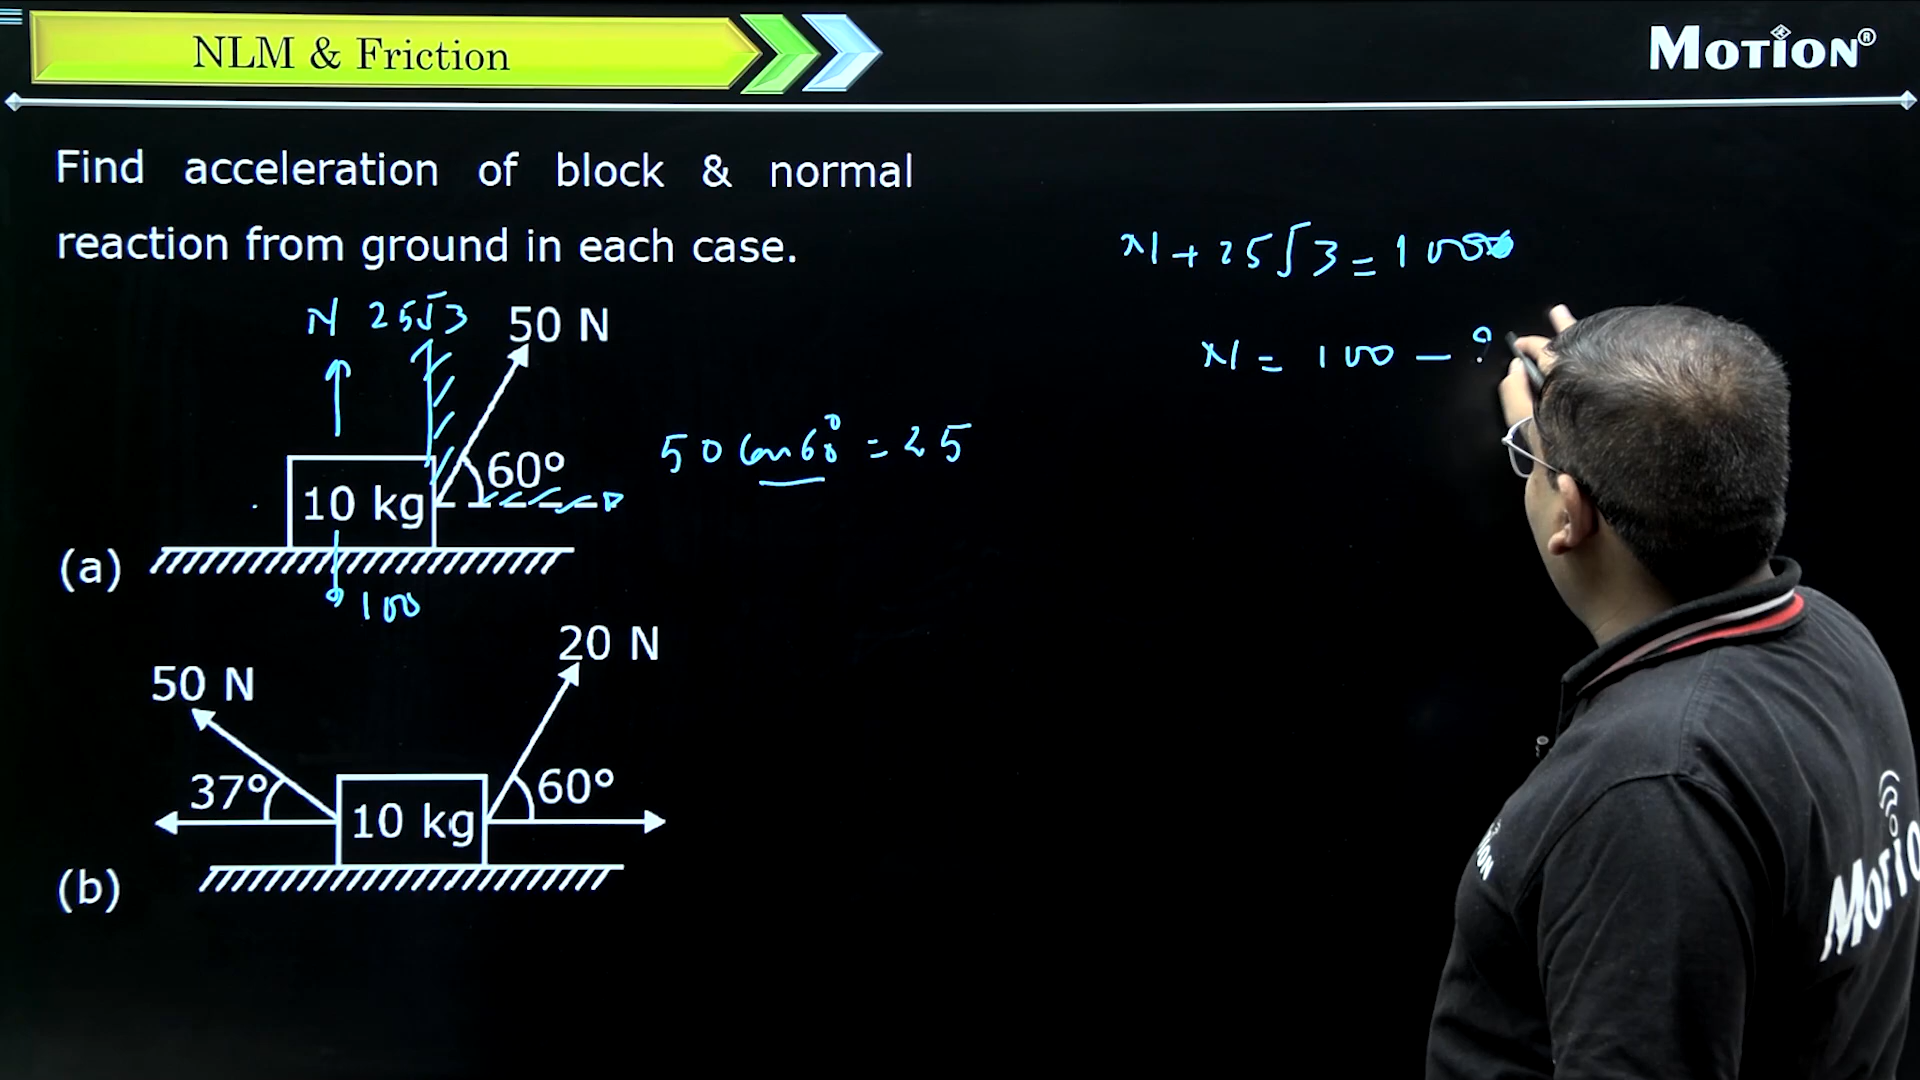 NLM & Friction
MOTION®
Find acceleration of block & normal
reaction from ground in each case.
N 25√3 50 N
60°
10 kg
(a)
100
50 cos 60° = 25
N + 25√3 = 100
N = 100 –
50 N
20 N
37°
60°
10 kg
(b)
Motio